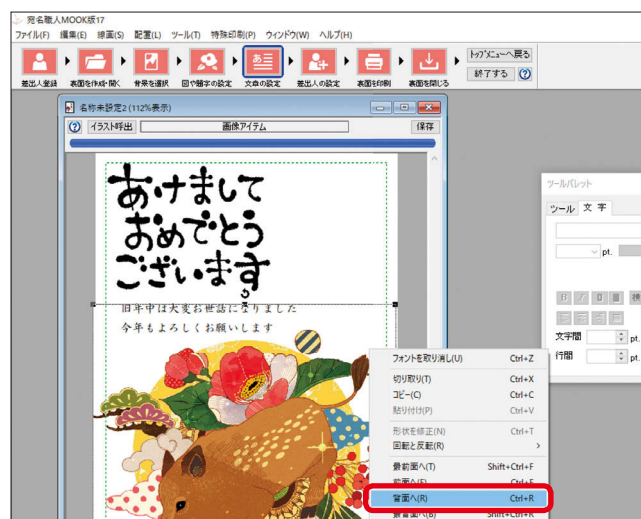 宛名職人MOOK版17
ファイル(F) 編集(E) 線画(S) 配置(L) ツール(T) 特殊印刷(P) ウィンドウ(W) ヘルプ(H)
差出人登録 表面を作成・開く 背景を選択 図や題字の設定 文章の設定 差出人の設定 表面を印刷 表面を閉じる
トップメニューへ戻る
終了する
名称未設定2 (112%表示)
イラスト呼出 画像アイテム 保存
あけまして
おめでとう
ございます
旧年中は大変お世話になりました
今年もよろしくお願いします
ツールパレット
ツール 文字
pt.
B I
文字間 pt.
行間 pt.
フォントを取り消し(U) Ctrl+Z
切り取り(T) Ctrl+X
コピー(C) Ctrl+C
貼り付け(P) Ctrl+V
形状を修正(N) Ctrl+T
回転と反転(R)
最前面へ(T) Shift+Ctrl+F
前面へ(F) Ctrl+F
背面へ(R) Ctrl+R
最背面へ(B) Shift+Ctrl+R